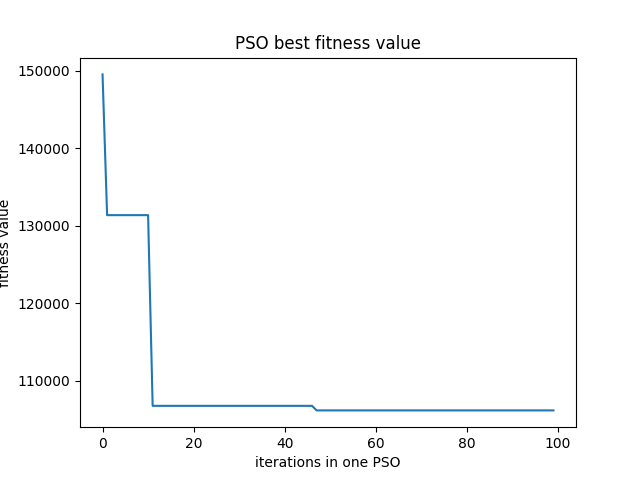 PSO best fitness value
150000
140000
130000
120000
110000
fitness value
0 20 40 60 80 100
iterations in one PSO